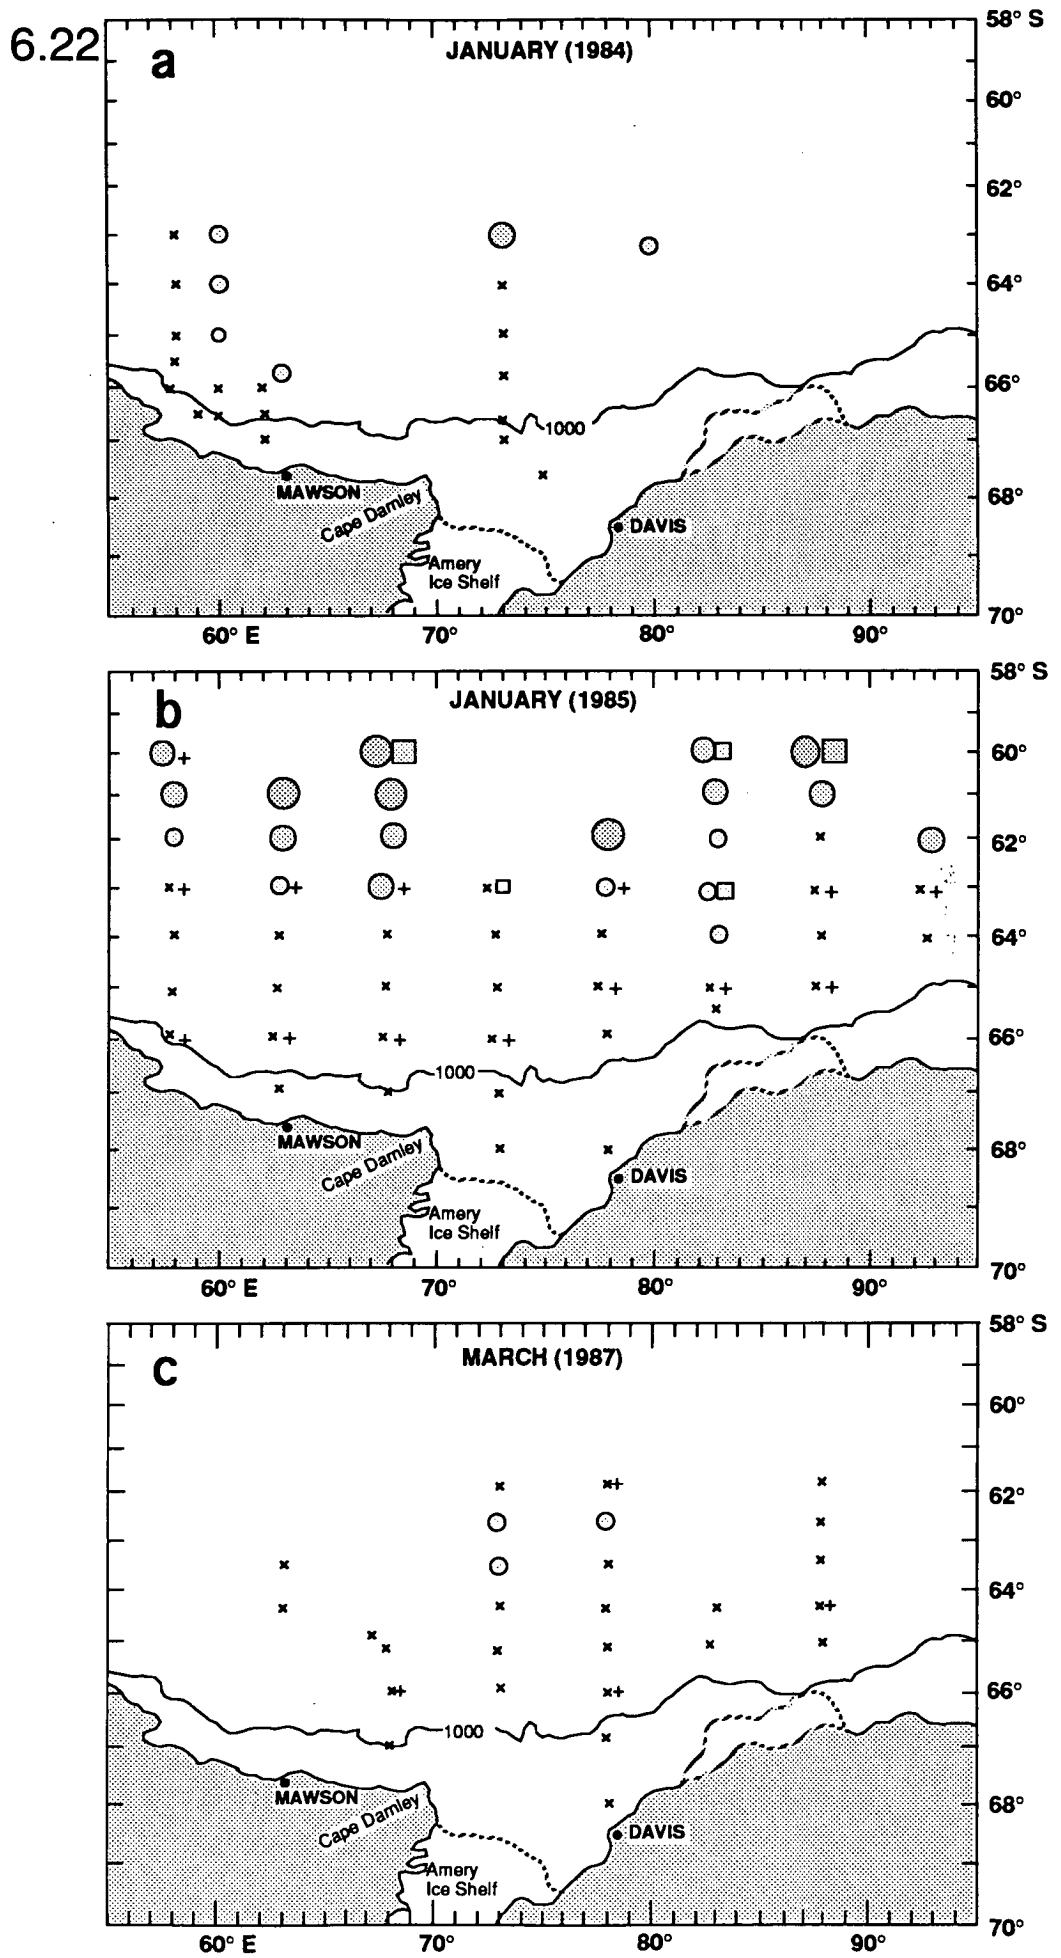 6.22
a
JANUARY (1984)
58° S
60°
62°
64°
66°
68°
70°
1000
MAWSON
Cape Darnley
DAVIS
Amery
Ice Shelf
60° E
70°
80°
90°
b
JANUARY (1985)
58° S
60°
62°
64°
66°
68°
70°
1000
MAWSON
Cape Darnley
DAVIS
Amery
Ice Shelf
60° E
70°
80°
90°
c
MARCH (1987)
58° S
60°
62°
64°
66°
68°
70°
1000
MAWSON
Cape Darnley
DAVIS
Amery
Ice Shelf
60° E
70°
80°
90°